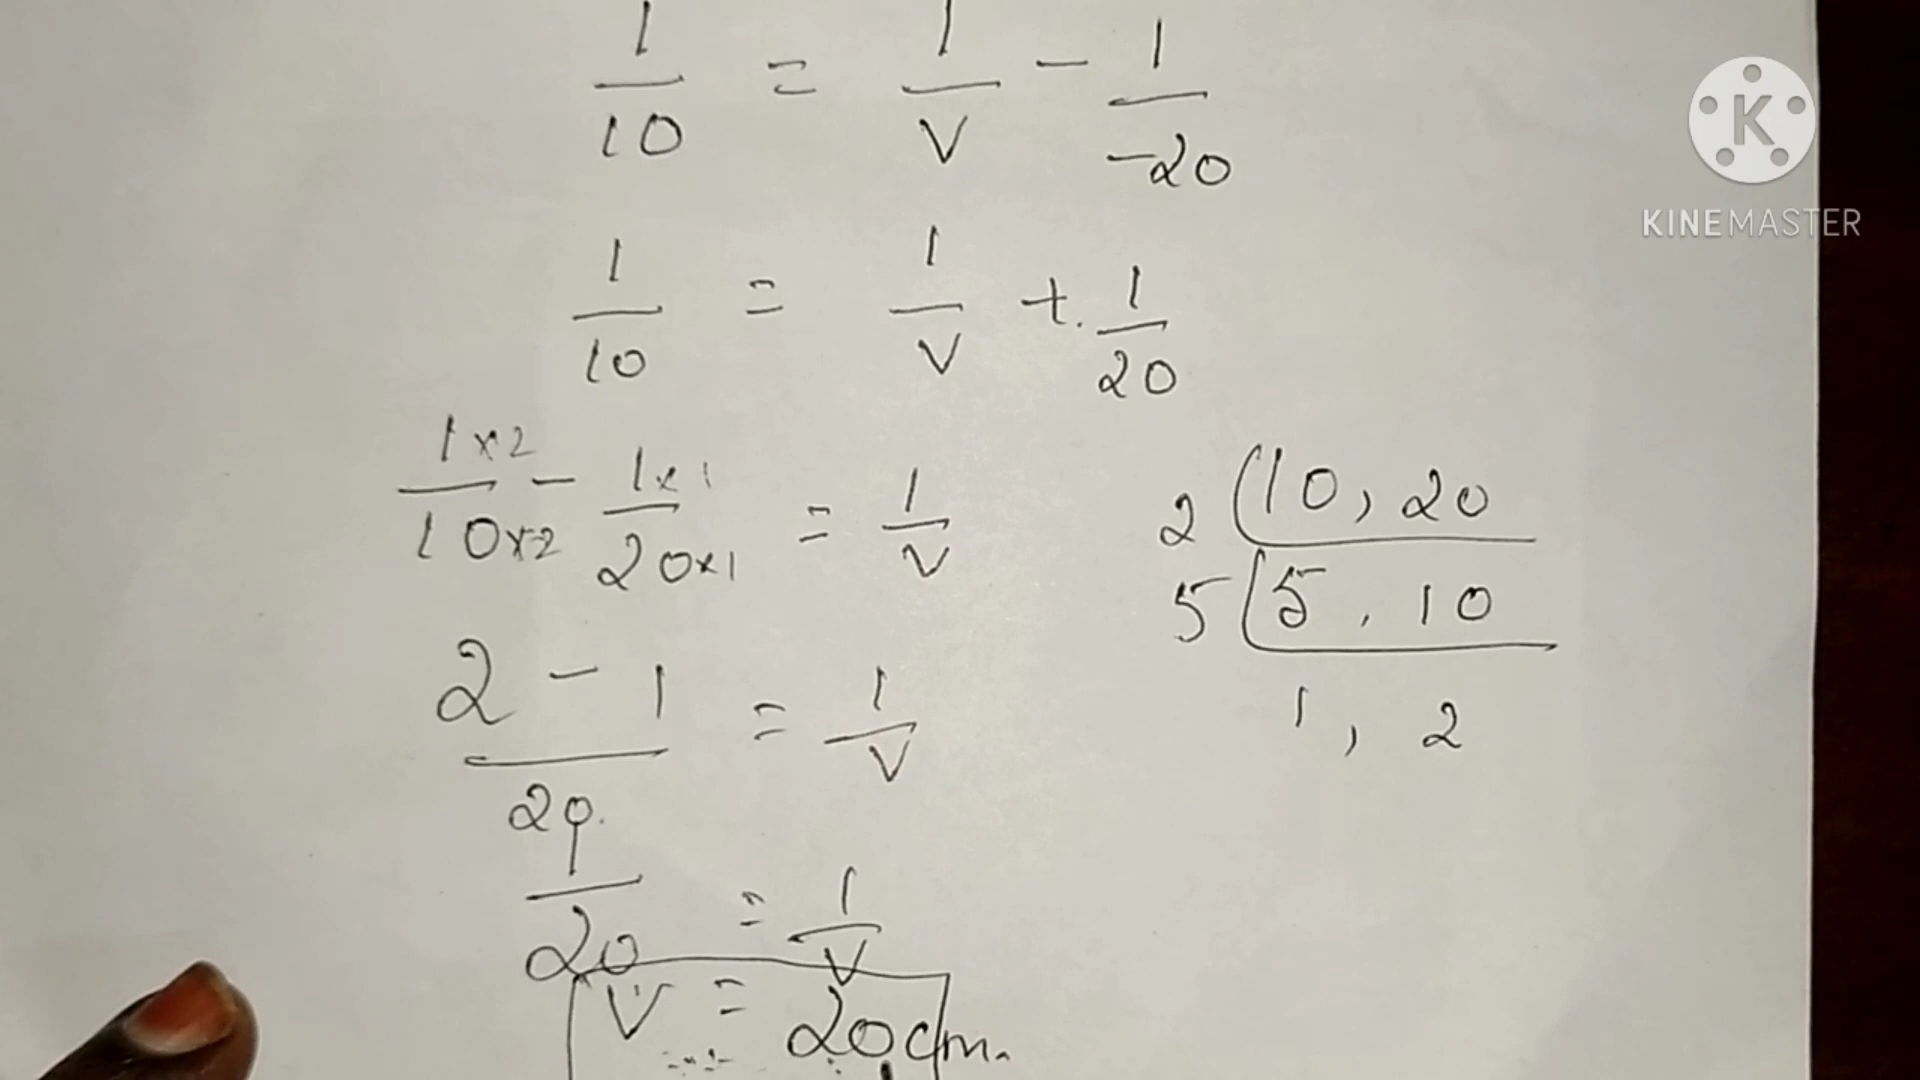 1/10 = 1/V - 1/-20
1/10 = 1/V + 1/20
1×2/10×2 - 1×1/20×1 = 1/V
2 - 1/20 = 1/V
1/20 = 1/V
V = 20cm.
2 | 10, 20
5 | 5, 10
1, 2
K
KINEMASTER